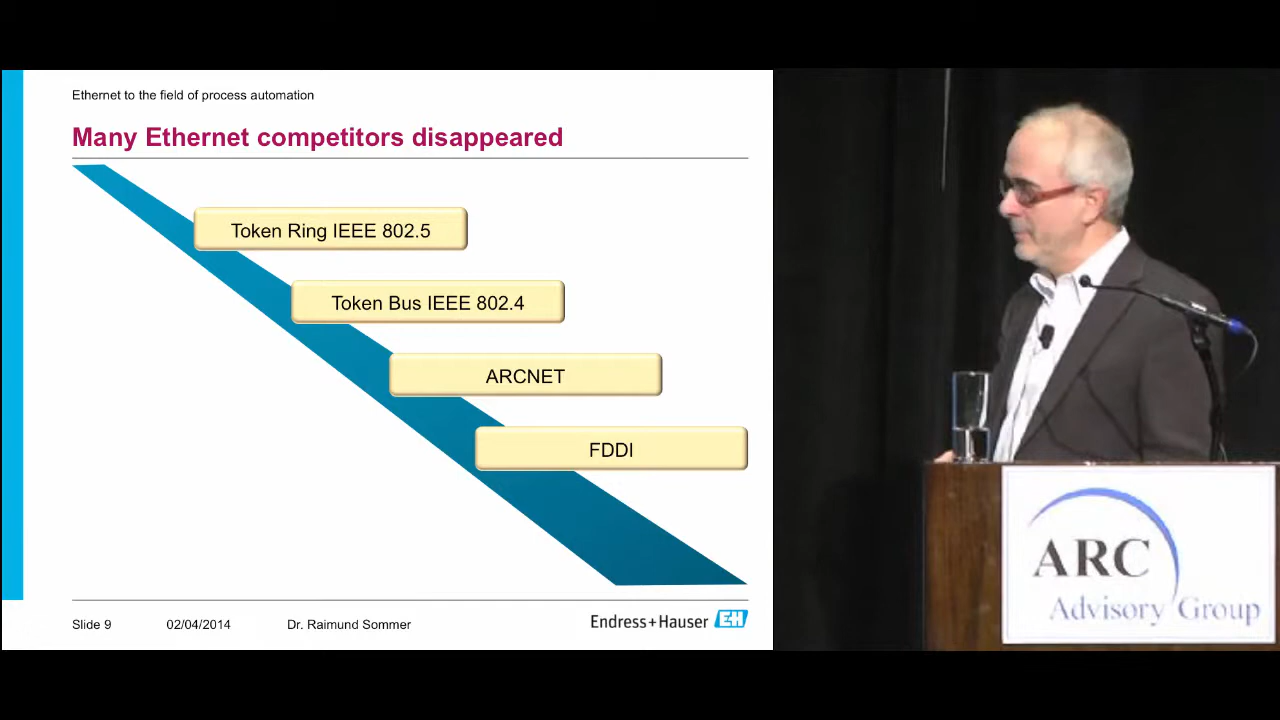 Ethernet to the field of process automation
Many Ethernet competitors disappeared
Token Ring IEEE 802.5
Token Bus IEEE 802.4
ARCNET
FDDI
Slide 9 02/04/2014 Dr. Raimund Sommer
Endress+Hauser EH
ARC
Advisory Group